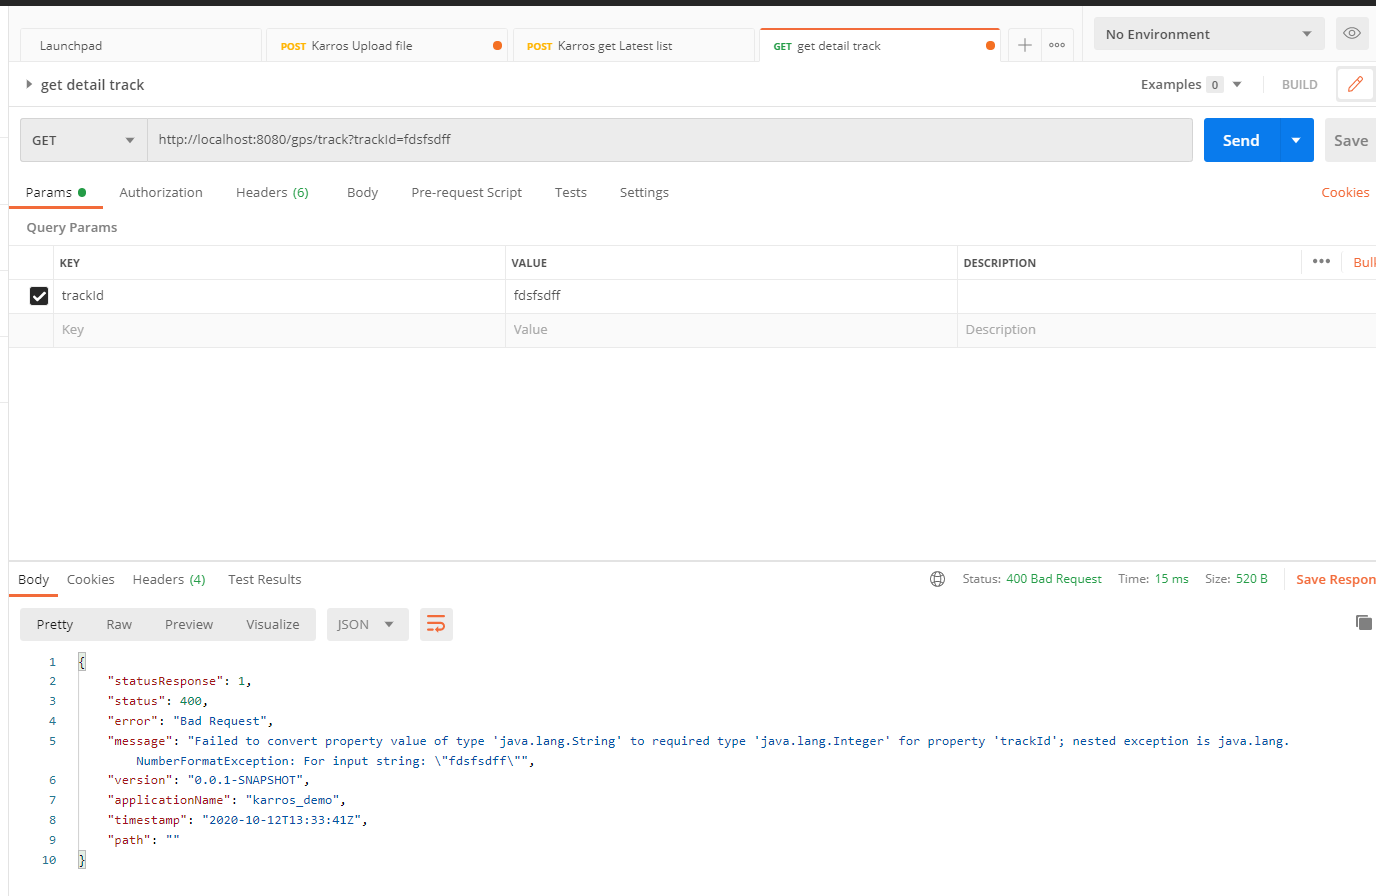 Launchpad
POST Karros Upload file
POST Karros get Latest list
GET get detail track
No Environment
get detail track
Examples 0
BUILD
GET
http://localhost:8080/gps/track?trackId=fdsfsdff
Send
Save
Params
Authorization
Headers (6)
Body
Pre-request Script
Tests
Settings
Cookies
Query Params
KEY
VALUE
DESCRIPTION
Bulk
trackId
fdsfsdff
Key
Value
Description
Body
Cookies
Headers (4)
Test Results
Status: 400 Bad Request
Time: 15 ms
Size: 520 B
Save Respon
Pretty
Raw
Preview
Visualize
JSON
1 {
2 "statusResponse": 1,
3 "status": 400,
4 "error": "Bad Request",
5 "message": "Failed to convert property value of type 'java.lang.String' to required type 'java.lang.Integer' for property 'trackId'; nested exception is java.lang.
NumberFormatException: For input string: \"fdsfsdff\"",
6 "version": "0.0.1-SNAPSHOT",
7 "applicationName": "karros_demo",
8 "timestamp": "2020-10-12T13:33:41Z",
9 "path": ""
10 }